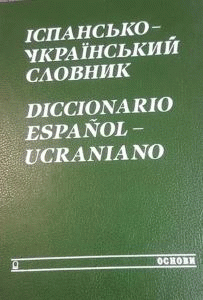 ІСПАНСЬКО-
УКРАЇНСЬКИЙ
СЛОВНИК
DICCIONARIO
ESPAÑOL-
UCRANIANO
ОСНОВИ